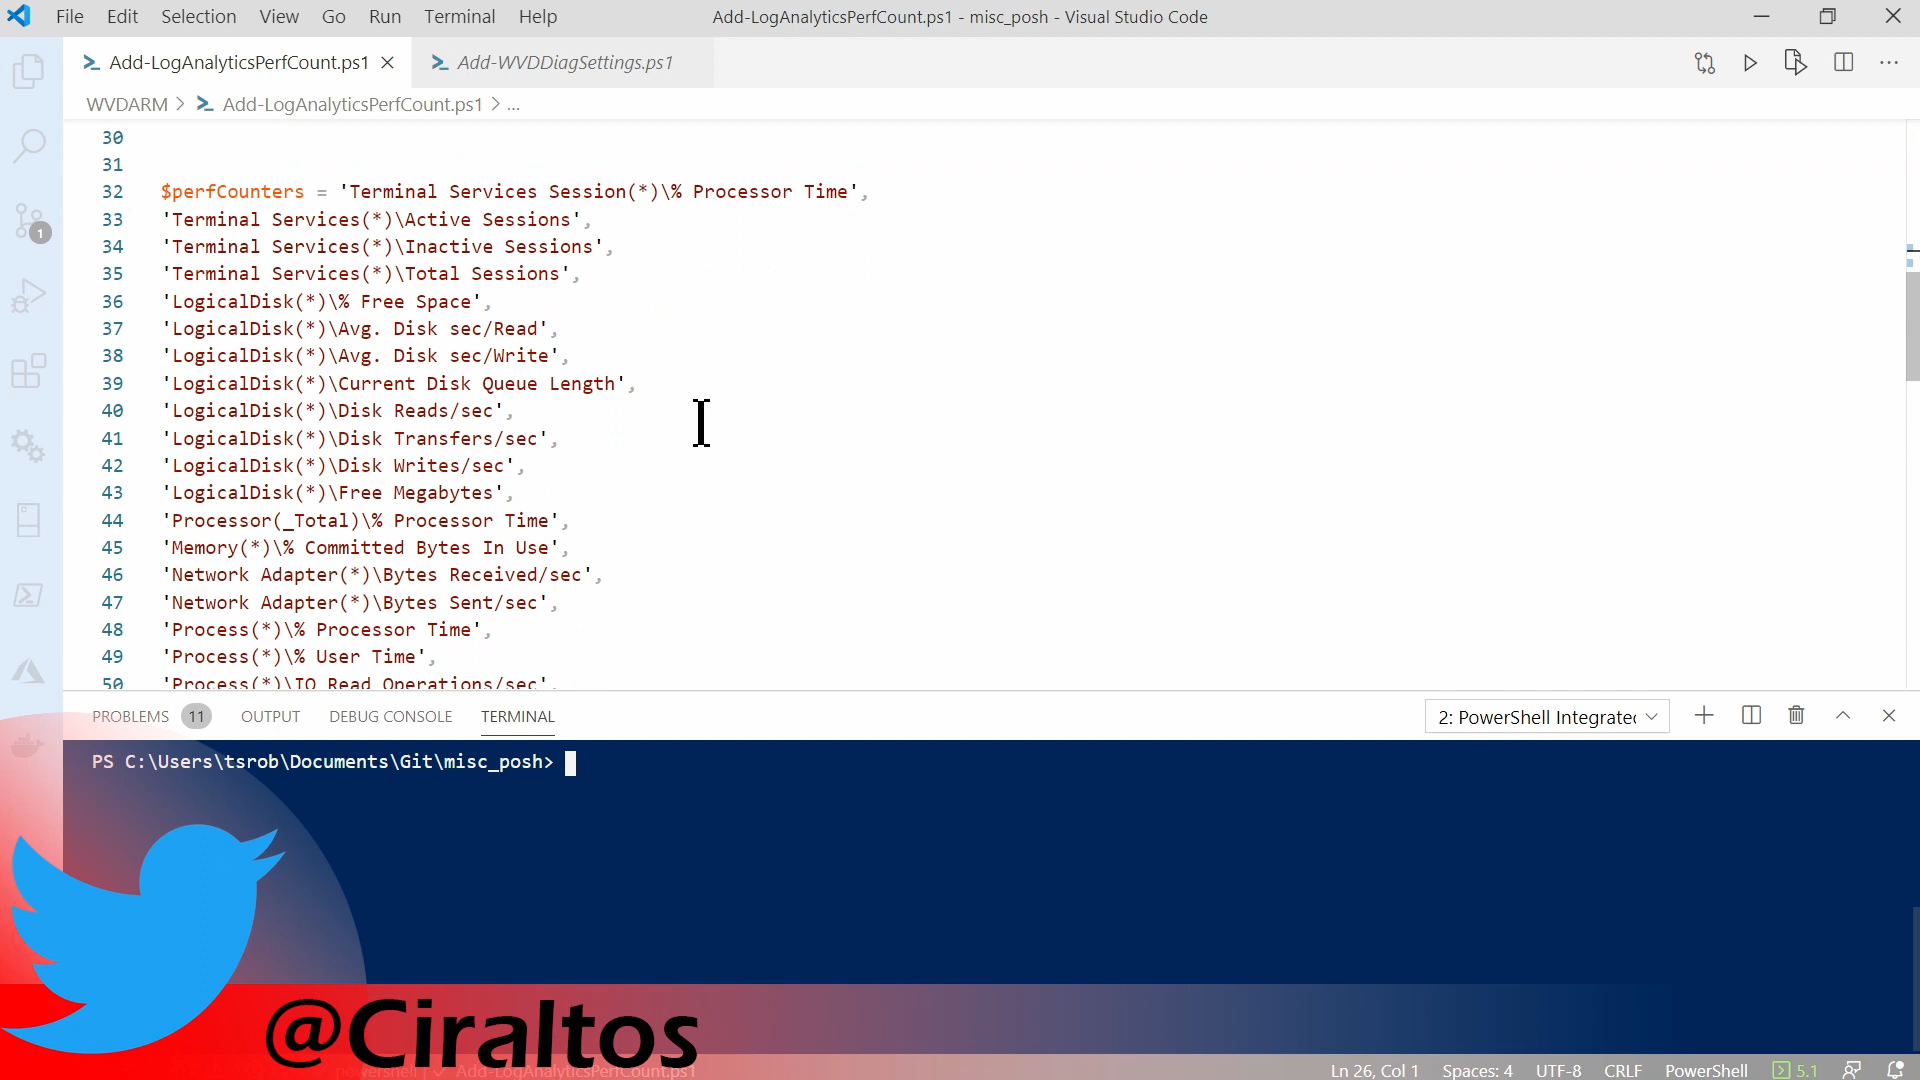 File Edit Selection View Go Run Terminal Help Add-LogAnalyticsPerfCount.ps1 - misc_posh - Visual Studio Code
Add-LogAnalyticsPerfCount.ps1 Add-WVDDiagSettings.ps1
WVDARM > Add-LogAnalyticsPerfCount.ps1 > ...
30
31
32 $perfCounters = 'Terminal Services Session(*)\% Processor Time',
33 'Terminal Services(*)\Active Sessions',
34 'Terminal Services(*)\Inactive Sessions',
35 'Terminal Services(*)\Total Sessions',
36 'LogicalDisk(*)\% Free Space',
37 'LogicalDisk(*)\Avg. Disk sec/Read',
38 'LogicalDisk(*)\Avg. Disk sec/Write',
39 'LogicalDisk(*)\Current Disk Queue Length',
40 'LogicalDisk(*)\Disk Reads/sec',
41 'LogicalDisk(*)\Disk Transfers/sec',
42 'LogicalDisk(*)\Disk Writes/sec',
43 'LogicalDisk(*)\Free Megabytes',
44 'Processor(_Total)\% Processor Time',
45 'Memory(*)\% Committed Bytes In Use',
46 'Network Adapter(*)\Bytes Received/sec',
47 'Network Adapter(*)\Bytes Sent/sec',
48 'Process(*)\% Processor Time',
49 'Process(*)\% User Time',
50 'Process(*)\IO Read Operations/sec',
1
PROBLEMS 11 OUTPUT DEBUG CONSOLE TERMINAL 2: PowerShell Integrated
PS C:\Users\tsrob\Documents\Git\misc_posh>
@Ciraltos
powershell Add-LogAnalyticsPerfCount.ps1 Ln 26, Col 1 Spaces: 4 UTF-8 CRLF PowerShell 5.1